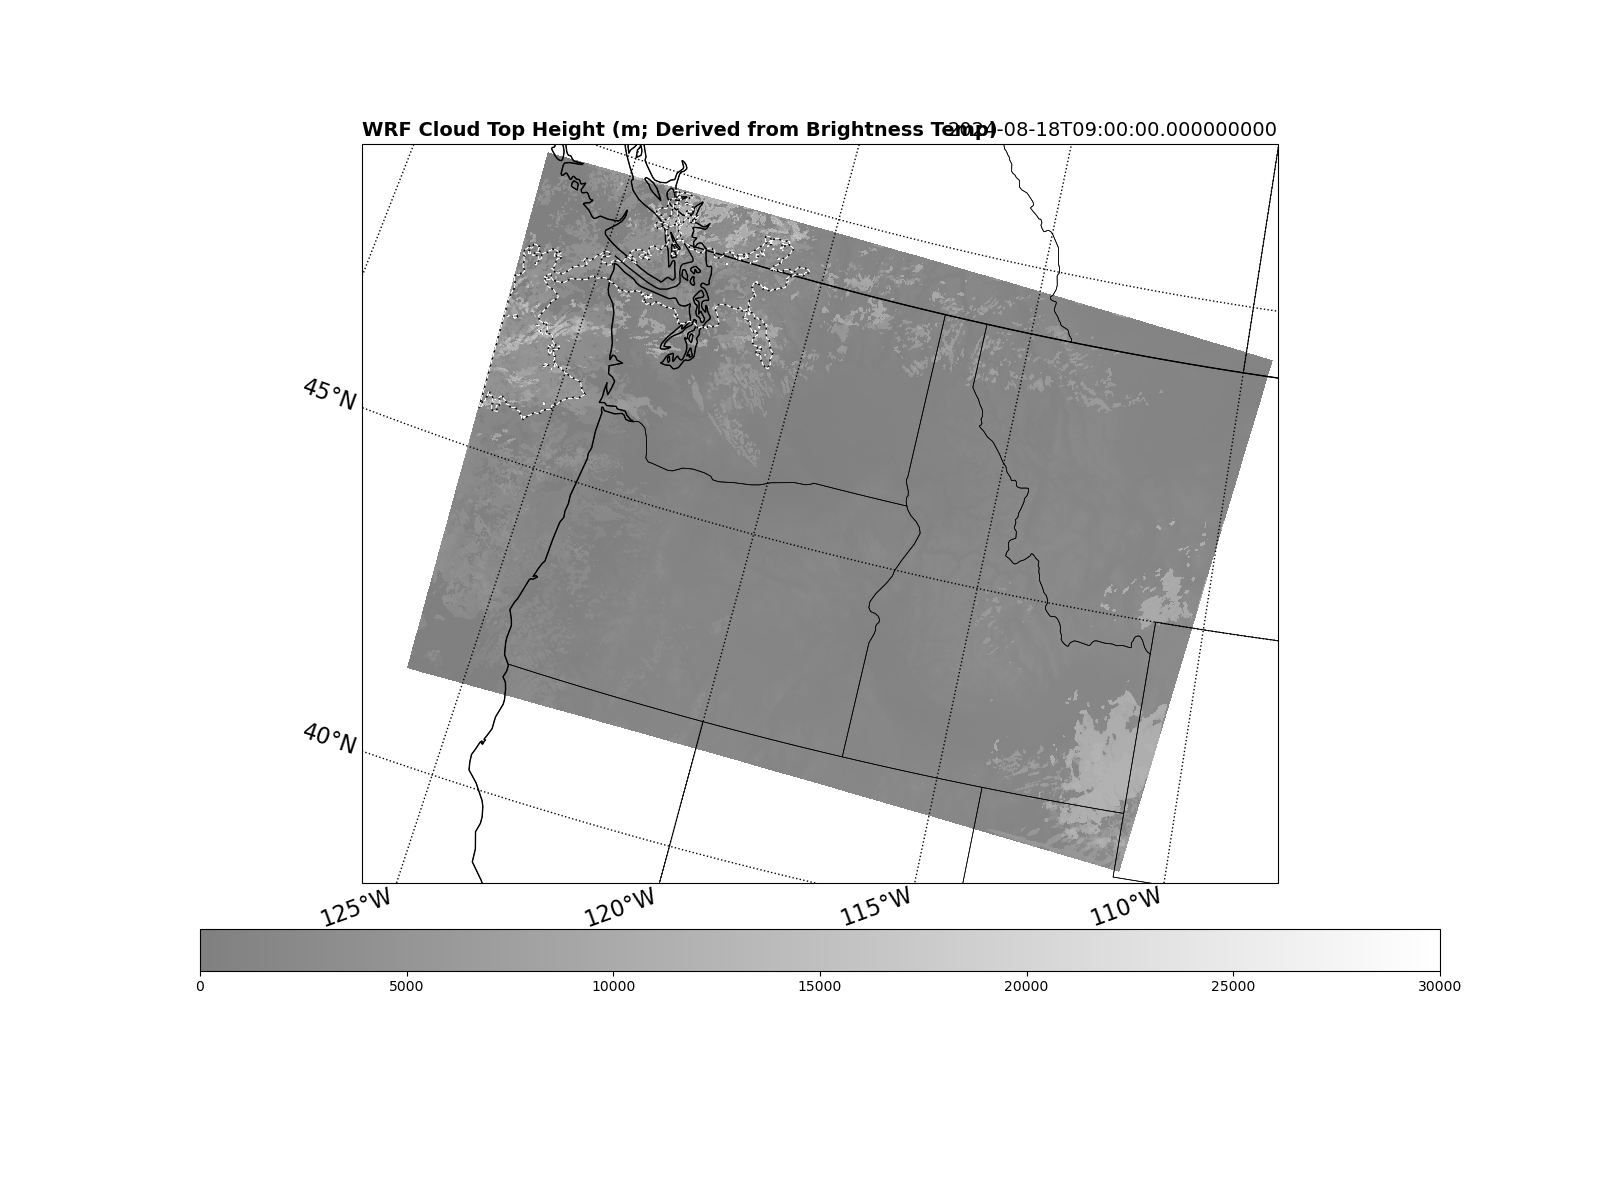 WRF Cloud Top Height (m; Derived from Brightness Temp) 2024-08-18T09:00:00.000000000
45°N
40°N
125°W 120°W 115°W 110°W
0 5000 10000 15000 20000 25000 30000